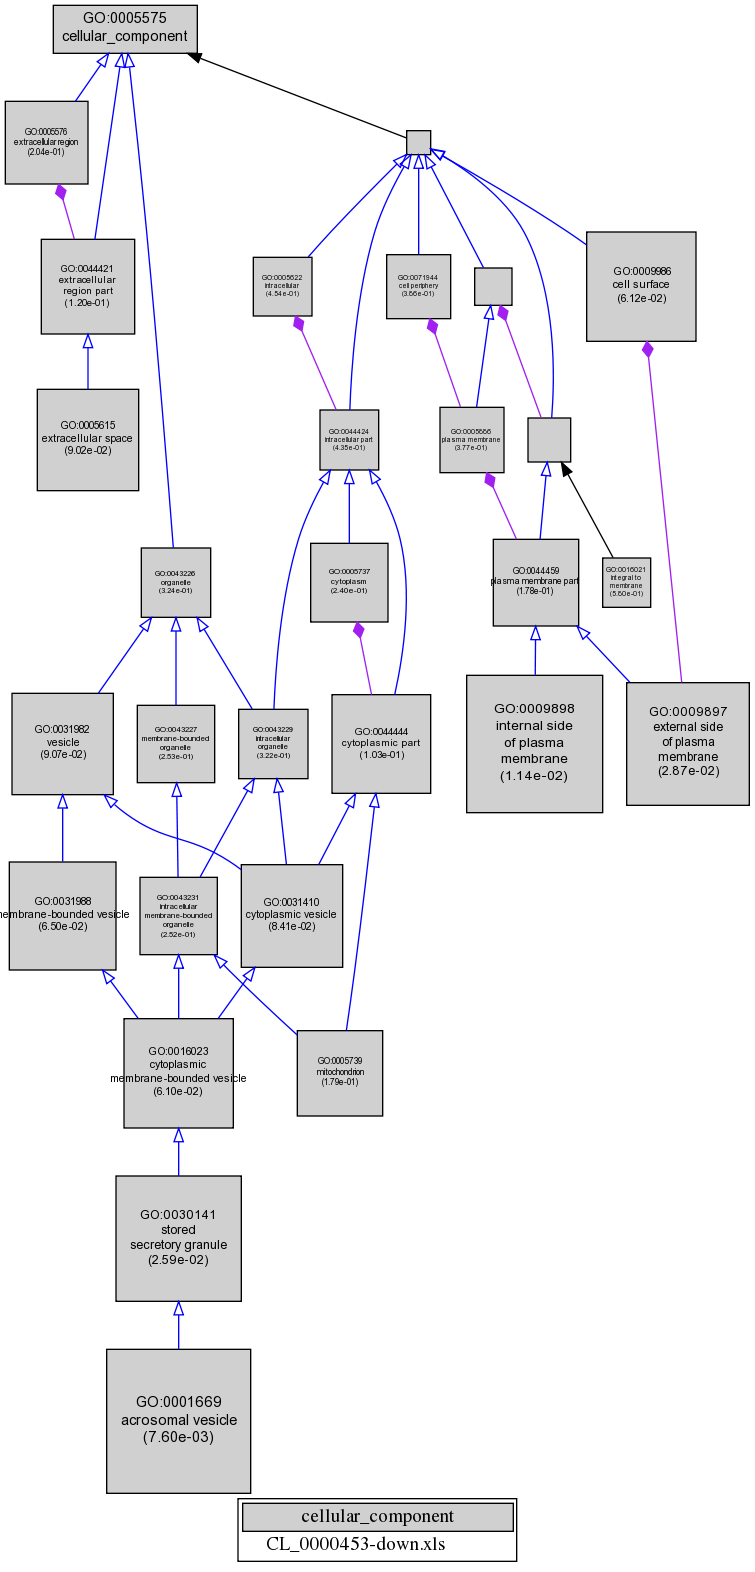 GO:0005575
cellular_component
GO:0005576
extracellular region
(2.04e-01)
GO:0044421
extracellular
region part
(1.20e-01)
GO:0005622
intracellular
(4.54e-01)
GO:0071944
cell periphery
(3.66e-01)
GO:0009986
cell surface
(6.12e-02)
GO:0005615
extracellular space
(9.02e-02)
GO:0044424
intracellular part
(4.35e-01)
GO:0005886
plasma membrane
(3.77e-01)
GO:0043226
organelle
(3.24e-01)
GO:0005737
cytoplasm
(2.40e-01)
GO:0044459
plasma membrane part
(1.78e-01)
GO:0016021
integral to
membrane
(5.60e-01)
GO:0031982
vesicle
(9.07e-02)
GO:0043227
membrane-bounded
organelle
(2.53e-01)
GO:0043229
intracellular
organelle
(3.22e-01)
GO:0044444
cytoplasmic part
(1.03e-01)
GO:0009898
internal side
of plasma
membrane
(1.14e-02)
GO:0009897
external side
of plasma
membrane
(2.87e-02)
GO:0031988
membrane-bounded vesicle
(6.50e-02)
GO:0043231
intracellular
membrane-bounded
organelle
(2.52e-01)
GO:0031410
cytoplasmic vesicle
(8.41e-02)
GO:0016023
cytoplasmic
membrane-bounded vesicle
(6.10e-02)
GO:0005739
mitochondrion
(1.79e-01)
GO:0030141
stored
secretory granule
(2.59e-02)
GO:0001669
acrosomal vesicle
(7.60e-03)
cellular_component
CL_0000453-down.xls